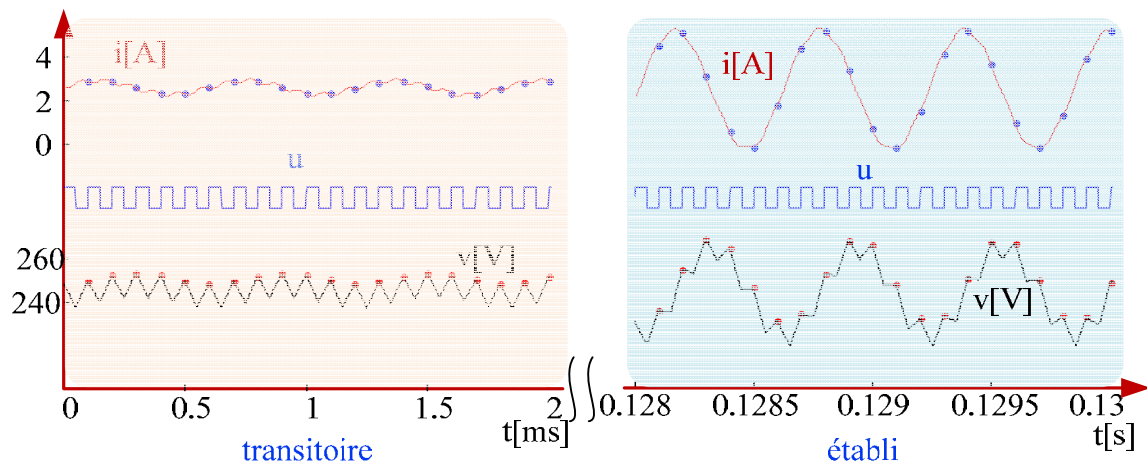 4
2
0
i[A]
u
260
240
v[V]
0 0.5 1 1.5 2
t[ms]
transitoire
i[A]
u
v[V]
0.128 0.1285 0.129 0.1295 0.13
t[s]
établi